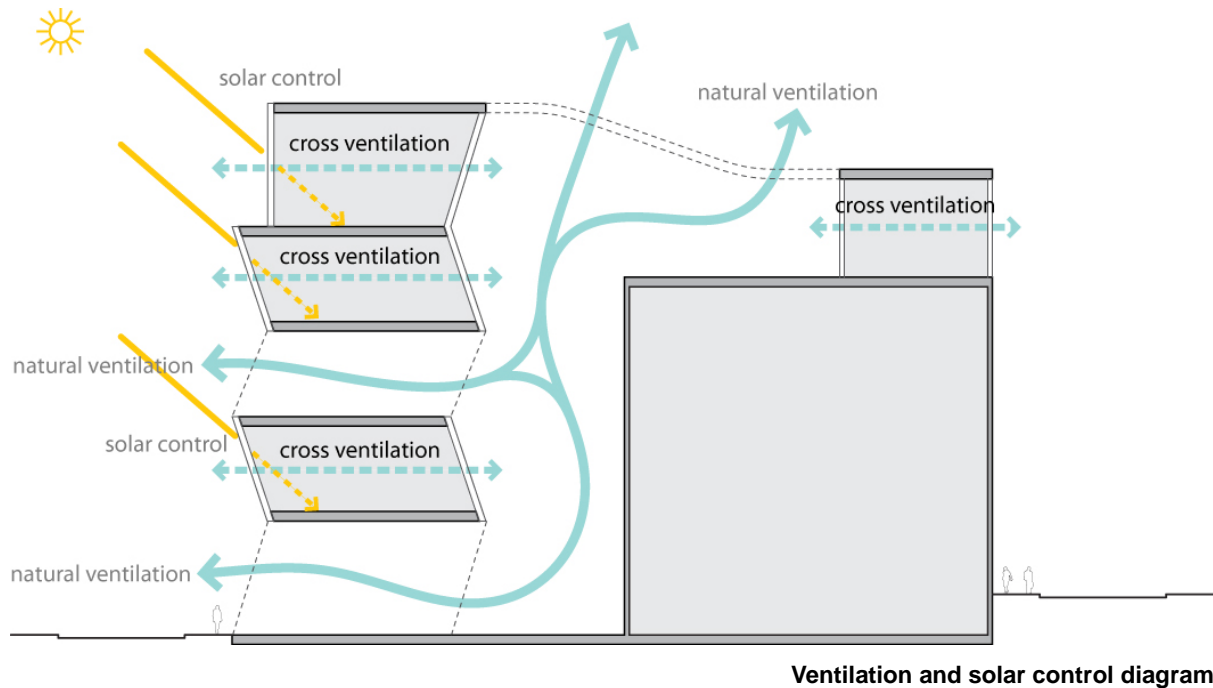 solar control
natural ventilation
cross ventilation
cross ventilation
cross ventilation
natural ventilation
solar control
cross ventilation
natural ventilation
Ventilation and solar control diagram